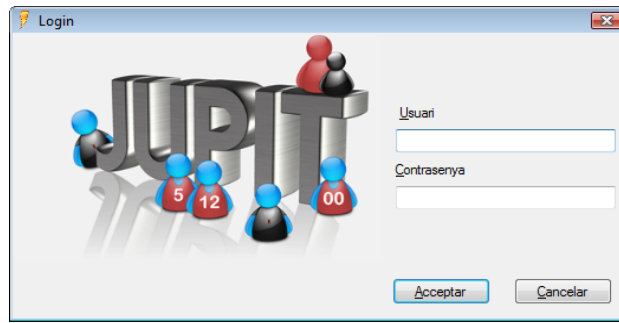 Login
JUPIT
5
12
00
Usuari
Contrasenya
Acceptar
Cancelar